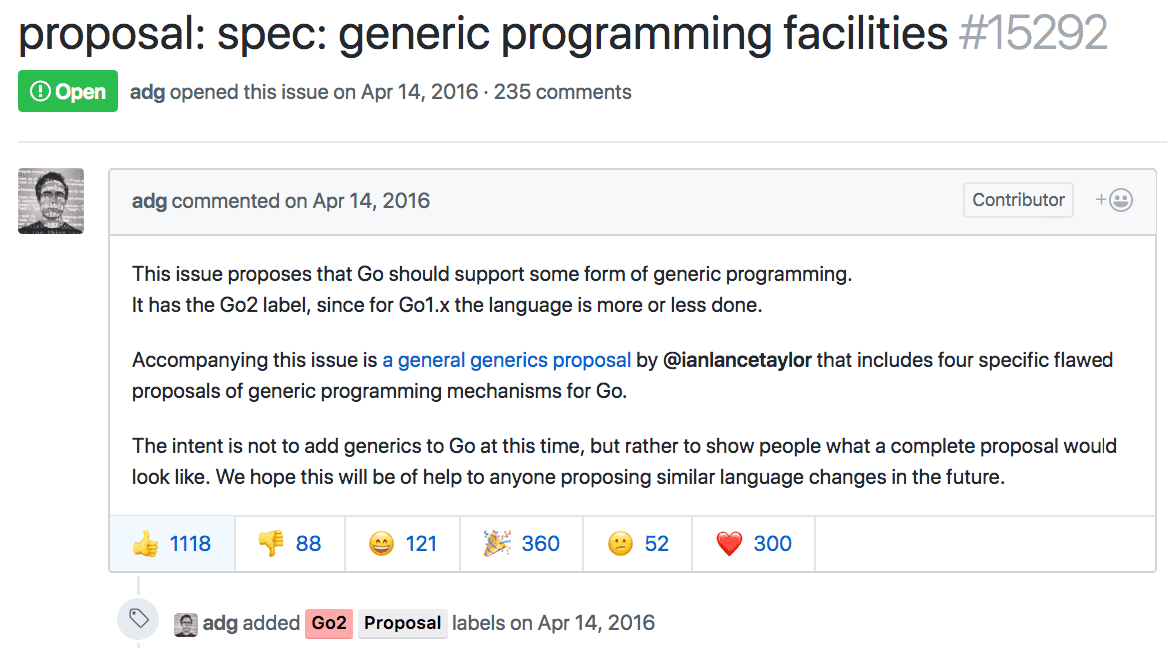 proposal: spec: generic programming facilities #15292
Open adg opened this issue on Apr 14, 2016 · 235 comments
adg commented on Apr 14, 2016 Contributor +
This issue proposes that Go should support some form of generic programming.
It has the Go2 label, since for Go1.x the language is more or less done.
Accompanying this issue is a general generics proposal by @ianlancetaylor that includes four specific flawed
proposals of generic programming mechanisms for Go.
The intent is not to add generics to Go at this time, but rather to show people what a complete proposal would
look like. We hope this will be of help to anyone proposing similar language changes in the future.
👍 1118 👎 88 😄 121 🎉 360 😕 52 ❤️ 300
adg added Go2 Proposal labels on Apr 14, 2016